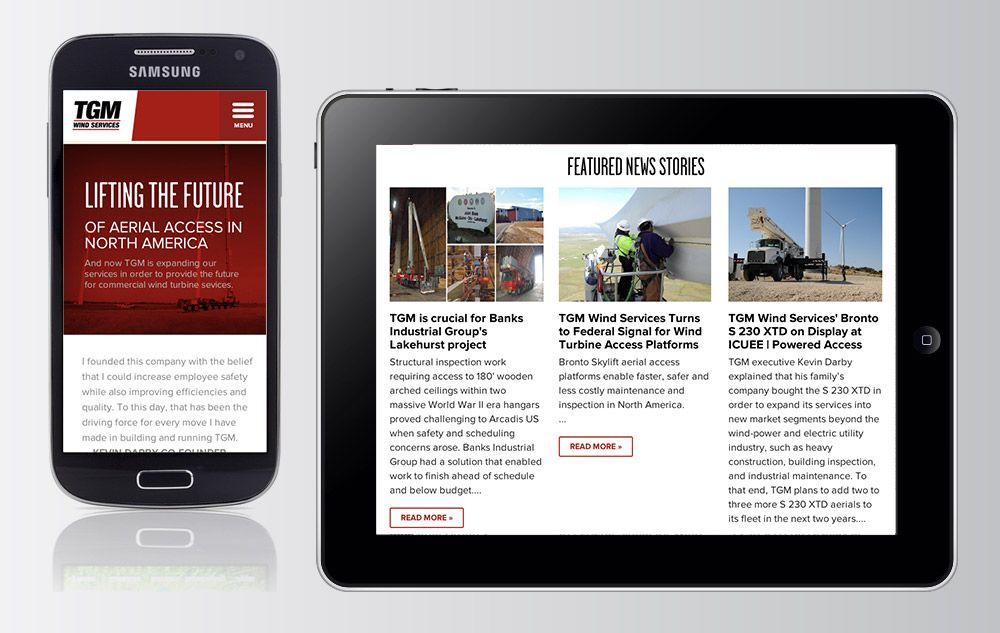 SAMSUNG
TGM
WIND SERVICES
MENU
LIFTING THE FUTURE
OF AERIAL ACCESS IN
NORTH AMERICA
And now TGM is expanding our
services in order to provide the future
for commercial wind turbine sevices.
I founded this company with the belief
that I could increase employee safety
while also improving efficiencies and
quality. To this day, that has been the
driving force for every move I have
made in building and running TGM.
FEATURED NEWS STORIES
TGM is crucial for Banks
Industrial Group's
Lakehurst project
Structural inspection work
requiring access to 180' wooden
arched ceilings within two
massive World War II era hangars
proved challenging to Arcadis US
when safety and scheduling
concerns arose. Banks Industrial
Group had a solution that enabled
work to finish ahead of schedule
and below budget....
READ MORE »
TGM Wind Services Turns
to Federal Signal for Wind
Turbine Access Platforms
Bronto Skylift aerial access
platforms enable faster, safer and
less costly maintenance and
inspection in North America.
...
READ MORE »
TGM Wind Services' Bronto
S 230 XTD on Display at
ICUEE | Powered Access
TGM executive Kevin Darby
explained that his family's
company bought the S 230 XTD in
order to expand its services into
new market segments beyond the
wind-power and electric utility
industry, such as heavy
construction, building inspection,
and industrial maintenance. To
that end, TGM plans to add two to
three more S 230 XTD aerials to
its fleet in the next two years....